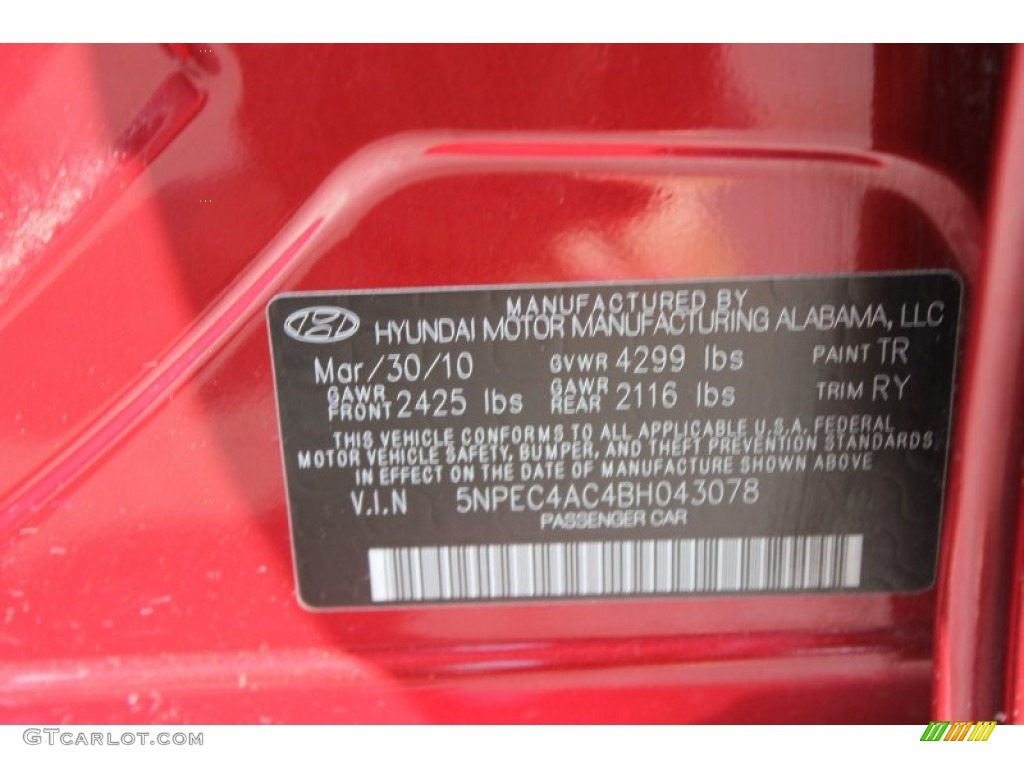 MANUFACTURED BY
HYUNDAI MOTOR MANUFACTURING ALABAMA, LLC
Mar/30/10 GVWR 4299 lbs PAINT TR
GAWR FRONT 2425 lbs GAWR REAR 2116 lbs TRIM RY
THIS VEHICLE CONFORMS TO ALL APPLICABLE U.S.A. FEDERAL
MOTOR VEHICLE SAFETY, BUMPER, AND THEFT PREVENTION STANDARDS
IN EFFECT ON THE DATE OF MANUFACTURE SHOWN ABOVE
V.I.N 5NPEC4AC4BH043078
PASSENGER CAR
GTCarLot.com